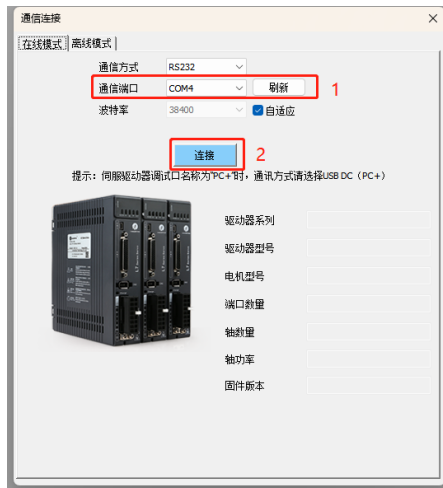 通信连接
在线模式 离线模式
通信方式 RS232
通信端口 COM4 刷新 1
波特率 38400 自适应
连接 2
提示：伺服驱动器调试口名称为"PC+"时，通讯方式请选择USB DC（PC+）
驱动器系列
驱动器型号
电机型号
端口数量
轴数量
轴功率
固件版本